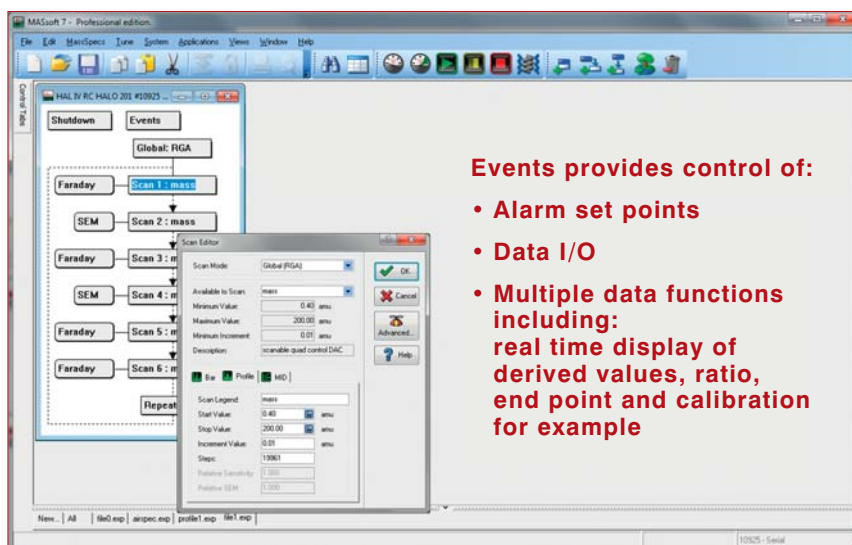 MASsoft 7 - Professional edition.
File Edit MassSpecs Tune System Applications Views Window Help
Control Tabs
HAL IV RC HALO 201 #10925 ...
Shutdown Events
Global: RGA
Faraday Scan 1 : mass
SEM Scan 2 : mass
Faraday Scan 3 : m
SEM Scan 4 : m
Faraday Scan 5 : m
Faraday Scan 6 : m
Repeat
Scan Editor
Scan Mode: Global (RGA)
Available to Scan: mass
Minimum Value: 0.40 amu
Maximum Value: 200.00 amu
Minimum Increment: 0.01 amu
Description: scanable quad control DAC
OK
Cancel
Advanced...
Help
Bar Profile MID
Scan Legend: mass
Start Value: 0.40 amu
Stop Value: 200.00 amu
Increment Value: 0.01 amu
Steps: 19961
Relative Sensitivity: 1.000
Relative SEM: 1.000
Events provides control of:
• Alarm set points
• Data I/O
• Multiple data functions
including:
real time display of
derived values, ratio,
end point and calibration
for example
New... All file0.exp airspec.exp profile1.exp file1.exp
10925 - Serial